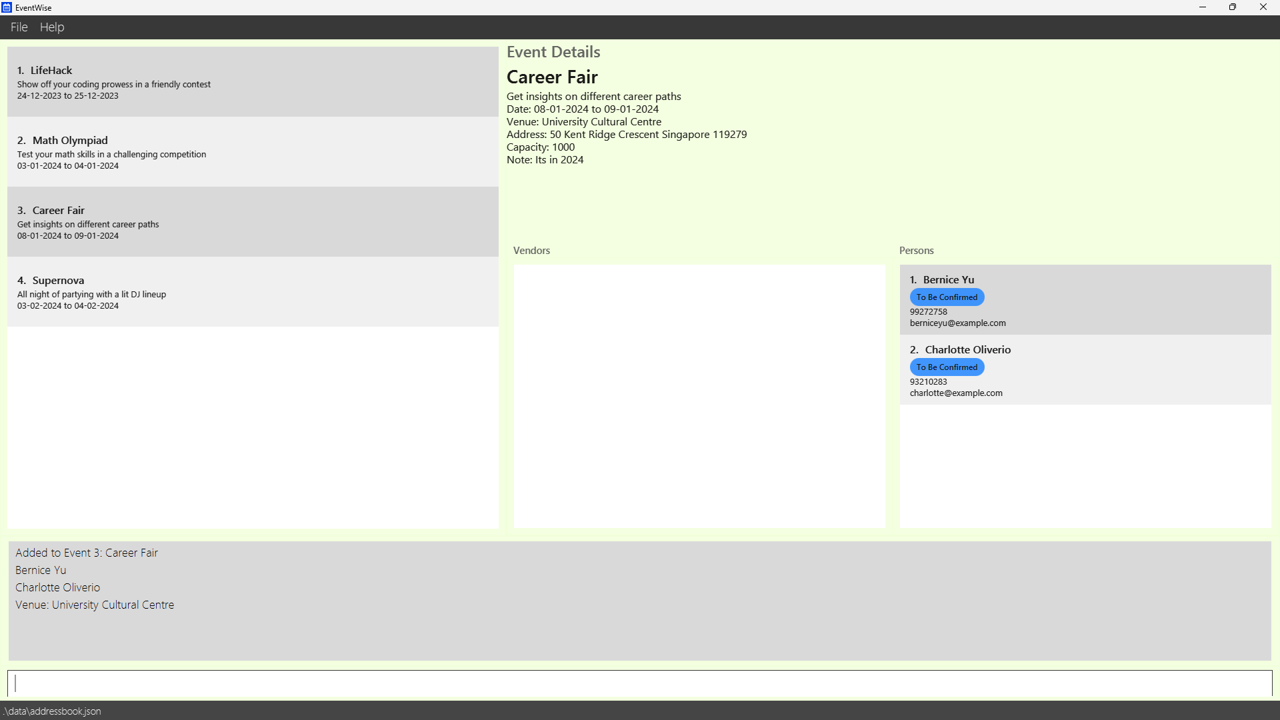 EventWise
File Help
1. LifeHack
Show off your coding prowess in a friendly contest
24-12-2023 to 25-12-2023
2. Math Olympiad
Test your math skills in a challenging competition
03-01-2024 to 04-01-2024
3. Career Fair
Get insights on different career paths
08-01-2024 to 09-01-2024
4. Supernova
All night of partying with a lit DJ lineup
03-02-2024 to 04-02-2024
Event Details
Career Fair
Get insights on different career paths
Date: 08-01-2024 to 09-01-2024
Venue: University Cultural Centre
Address: 50 Kent Ridge Crescent Singapore 119279
Capacity: 1000
Note: Its in 2024
Vendors
Persons
1. Bernice Yu
To Be Confirmed
99272758
berniceyu@example.com
2. Charlotte Oliverio
To Be Confirmed
93210283
charlotte@example.com
Added to Event 3: Career Fair
Bernice Yu
Charlotte Oliverio
Venue: University Cultural Centre
.\data\addressbook.json